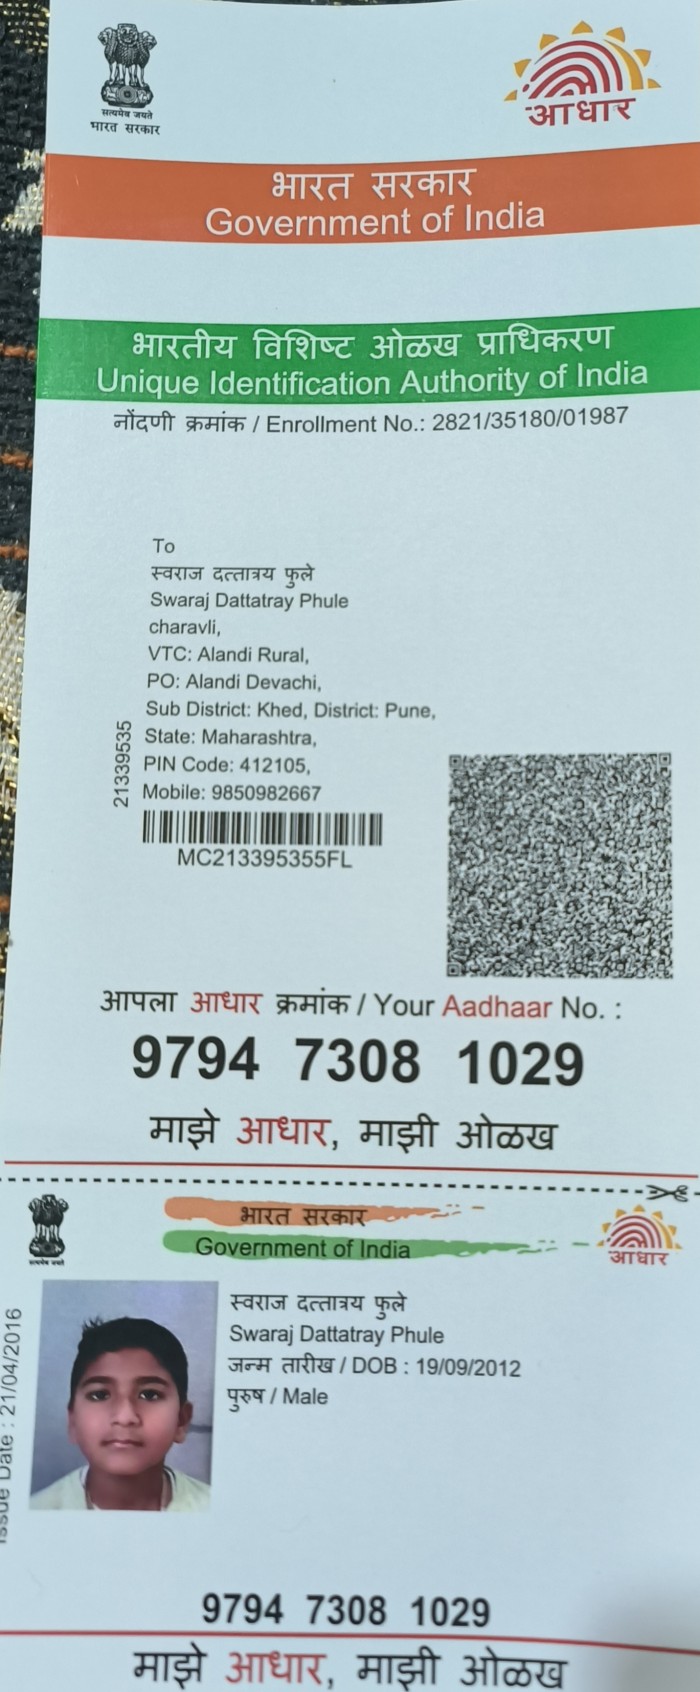 सत्यमेव जयते
भारत सरकार
आधार
भारत सरकार
Government of India
भारतीय विशिष्ट ओळख प्राधिकरण
Unique Identification Authority of India
नोंदणी क्रमांक / Enrollment No.: 2821/35180/01987
To
स्वराज दत्तात्रय फुले
Swaraj Dattatray Phule
charavli,
VTC: Alandi Rural,
PO: Alandi Devachi,
Sub District: Khed, District: Pune,
State: Maharashtra,
PIN Code: 412105,
Mobile: 9850982667
21339535
MC213395355FL
आपला आधार क्रमांक / Your Aadhaar No. :
9794 7308 1029
माझे आधार, माझी ओळख
सत्यमेव जयते
भारत सरकार
Government of India
आधार
स्वराज दत्तात्रय फुले
Swaraj Dattatray Phule
जन्म तारीख / DOB : 19/09/2012
पुरुष / Male
Issue Date : 21/04/2016
9794 7308 1029
माझे आधार, माझी ओळख